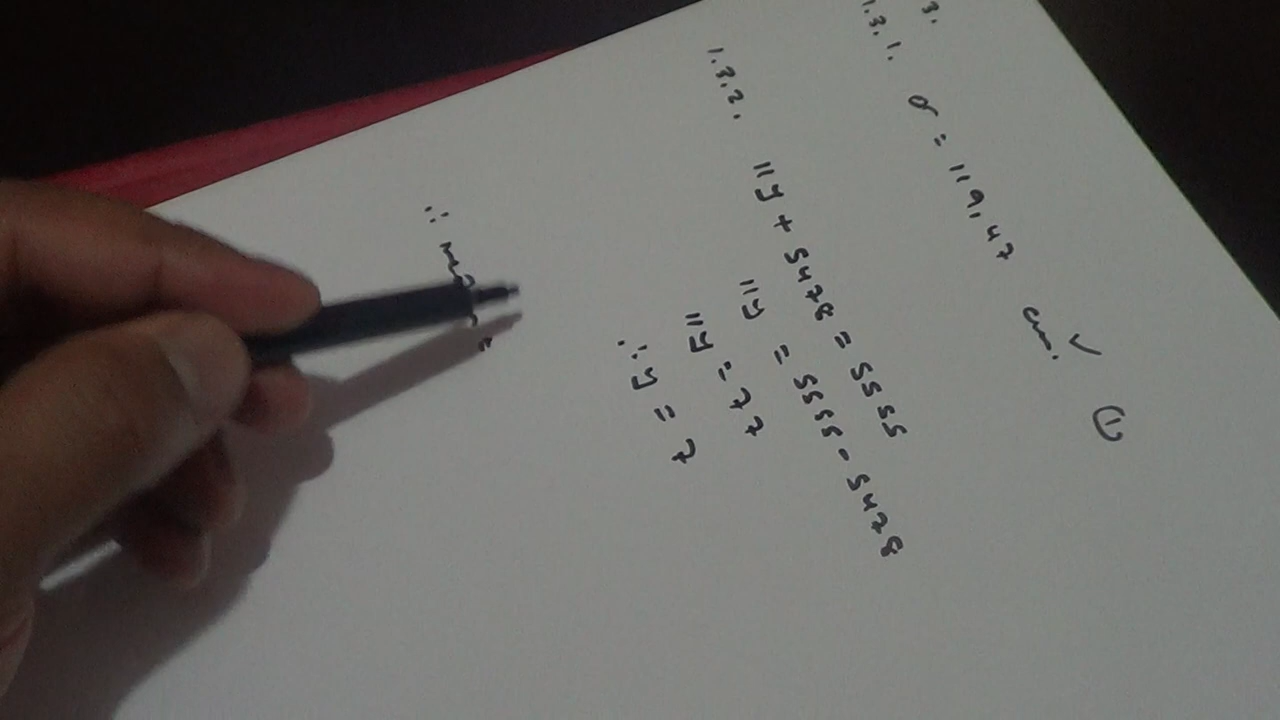 3.
1.3.1. σ = 119,47 cm. ✓ (1)
1.3.2. 11y + 5478 = 5555
11y = 5555 - 5478
11y = 77
∴ y = 7
∴